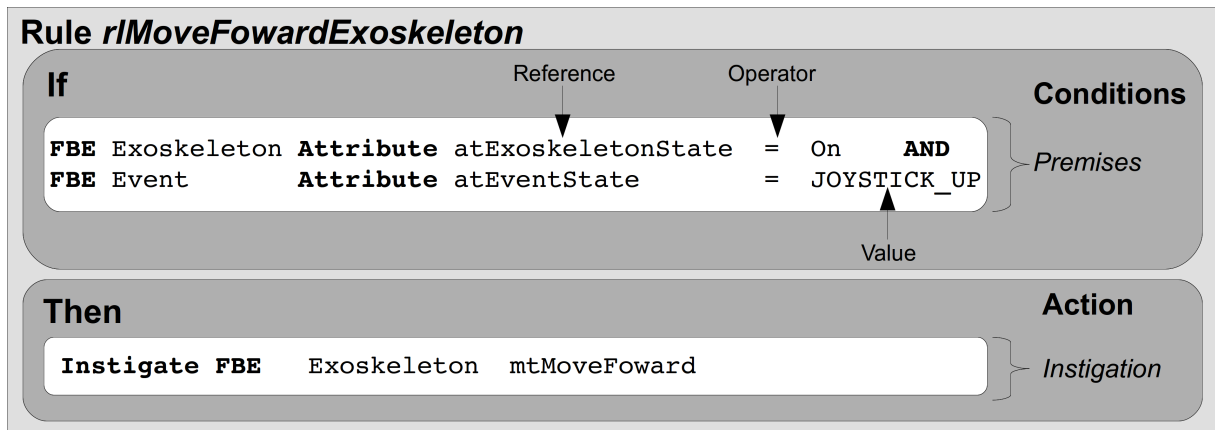 Rule rlMoveFowardExoskeleton
If
Reference
Operator
Conditions
FBE Exoskeleton Attribute atExoskeletonState = On AND
FBE Event Attribute atEventState = JOYSTICK_UP
Premises
Value
Then
Action
Instigate FBE Exoskeleton mtMoveFoward
Instigation